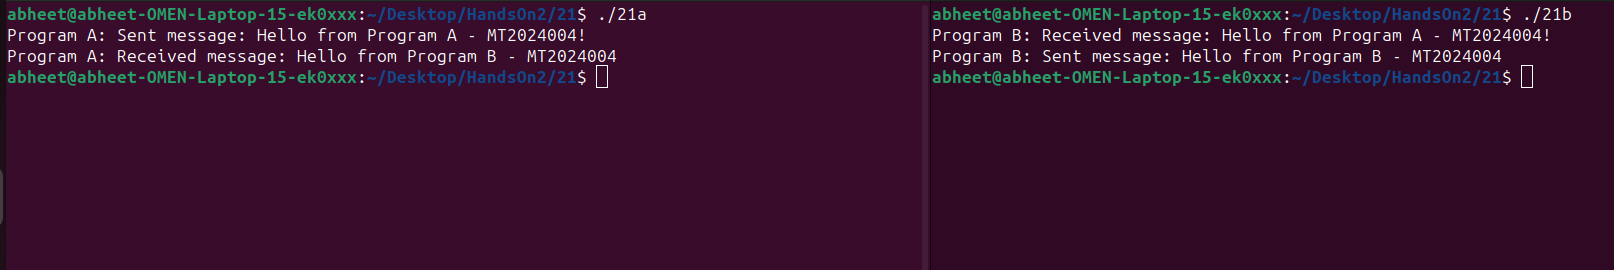 abheet@abheet-OMEN-Laptop-15-ek0xxx:~/Desktop/HandsOn2/21$ ./21a
Program A: Sent message: Hello from Program A - MT2024004!
Program A: Received message: Hello from Program B - MT2024004
abheet@abheet-OMEN-Laptop-15-ek0xxx:~/Desktop/HandsOn2/21$
abheet@abheet-OMEN-Laptop-15-ek0xxx:~/Desktop/HandsOn2/21$ ./21b
Program B: Received message: Hello from Program A - MT2024004!
Program B: Sent message: Hello from Program B - MT2024004
abheet@abheet-OMEN-Laptop-15-ek0xxx:~/Desktop/HandsOn2/21$